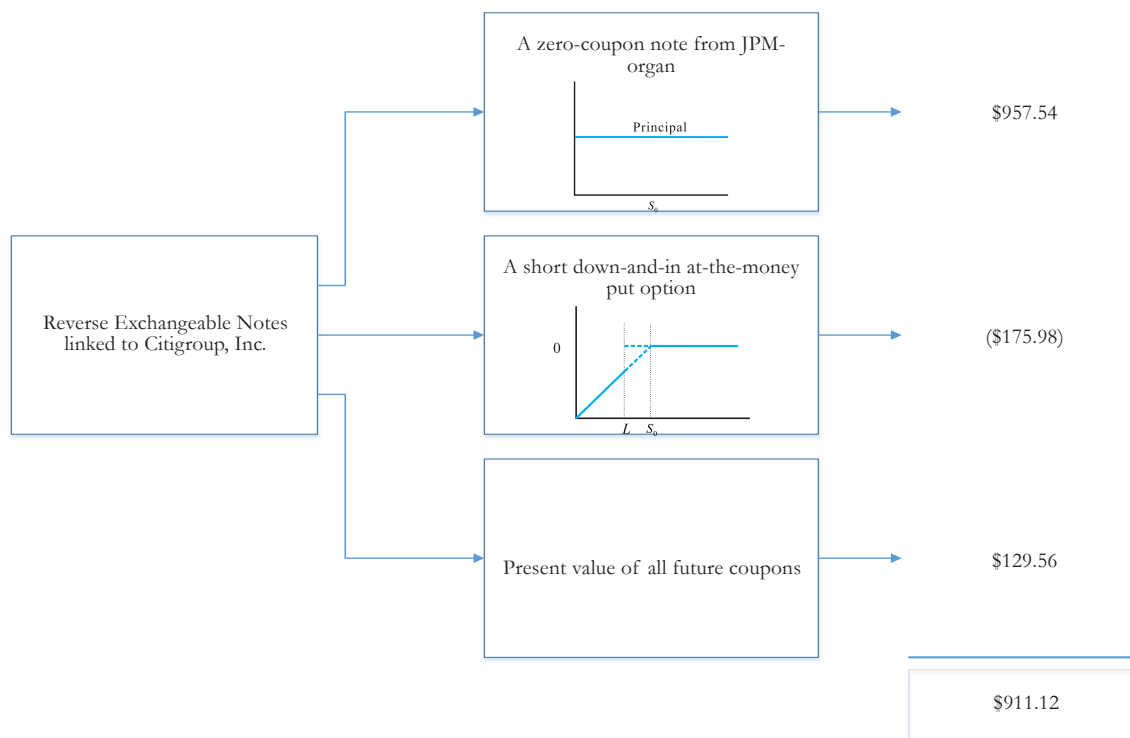 A zero-coupon note from JPM-
organ
Principal
S₀
$957.54
Reverse Exchangeable Notes
linked to Citigroup, Inc.
A short down-and-in at-the-money
put option
0
L S₀
($175.98)
Present value of all future coupons
$129.56
$911.12